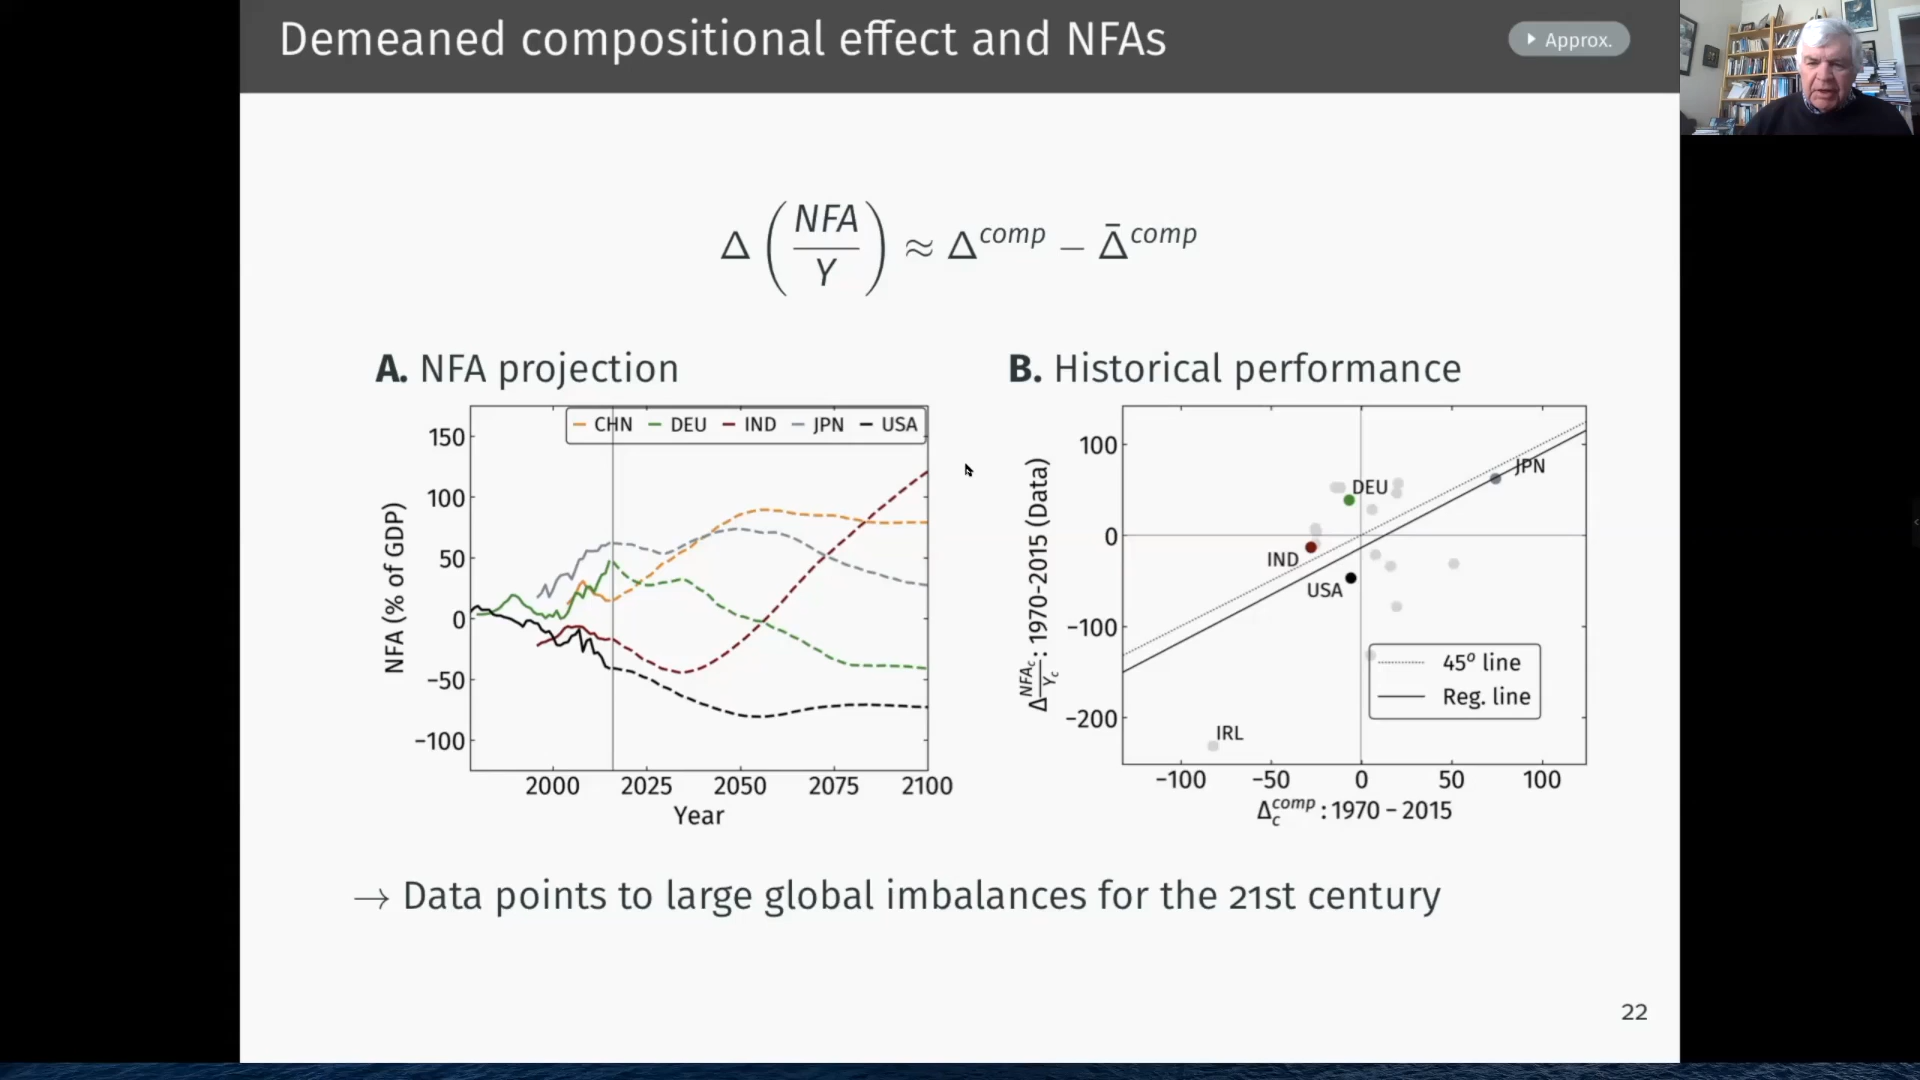 Demeaned compositional effect and NFAs
Approx.
Δ (NFA / Y) ≈ Δ^comp − Δ̄^comp
A. NFA projection
CHN DEU IND JPN USA
150
100
50
0
−50
−100
NFA (% of GDP)
2000 2025 2050 2075 2100
Year
B. Historical performance
100
0
−100
−200
Δ NFA_c / Y_c : 1970-2015 (Data)
JPN
DEU
IND
USA
IRL
45º line
Reg. line
−100 −50 0 50 100
Δ_c^comp : 1970 − 2015
→ Data points to large global imbalances for the 21st century
22